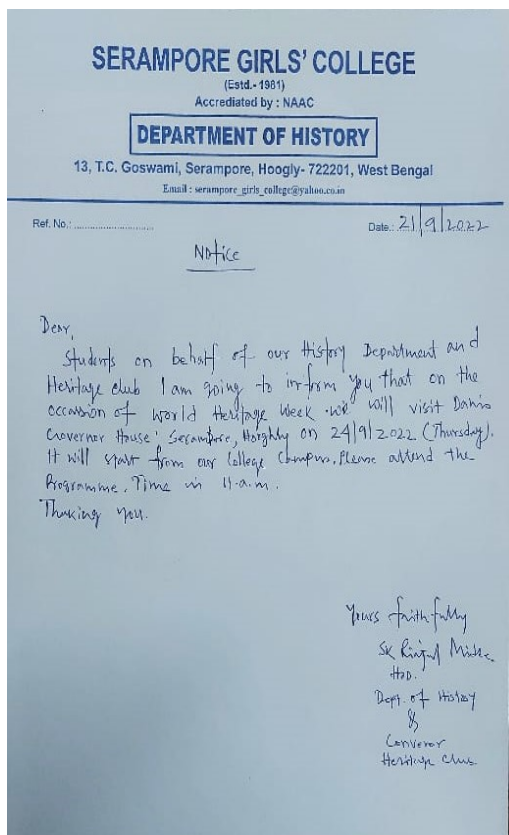 SERAMPORE GIRLS' COLLEGE
(Estd.- 1981)
Accrediated by : NAAC
DEPARTMENT OF HISTORY
13, T.C. Goswami, Serampore, Hoogly- 722201, West Bengal
Email : serampore_girls_college@yahoo.co.in
Ref. No.: ............................ Date.: 21/9/2022
Notice
Dear,
Students on behalf of our History Department and
Heritage club I am going to inform you that on the
occasion of World Heritage Week we will visit
Governor House' Serampore, Hooghly on 24/9/2022 (Thursday).
It will start from our College Campus. Please attend the
Programme. Time is 11-a.m.
Thanking you.
Yours faithfully
SK
HOD.
Dept. of History
&
Convenor
Heritage Club